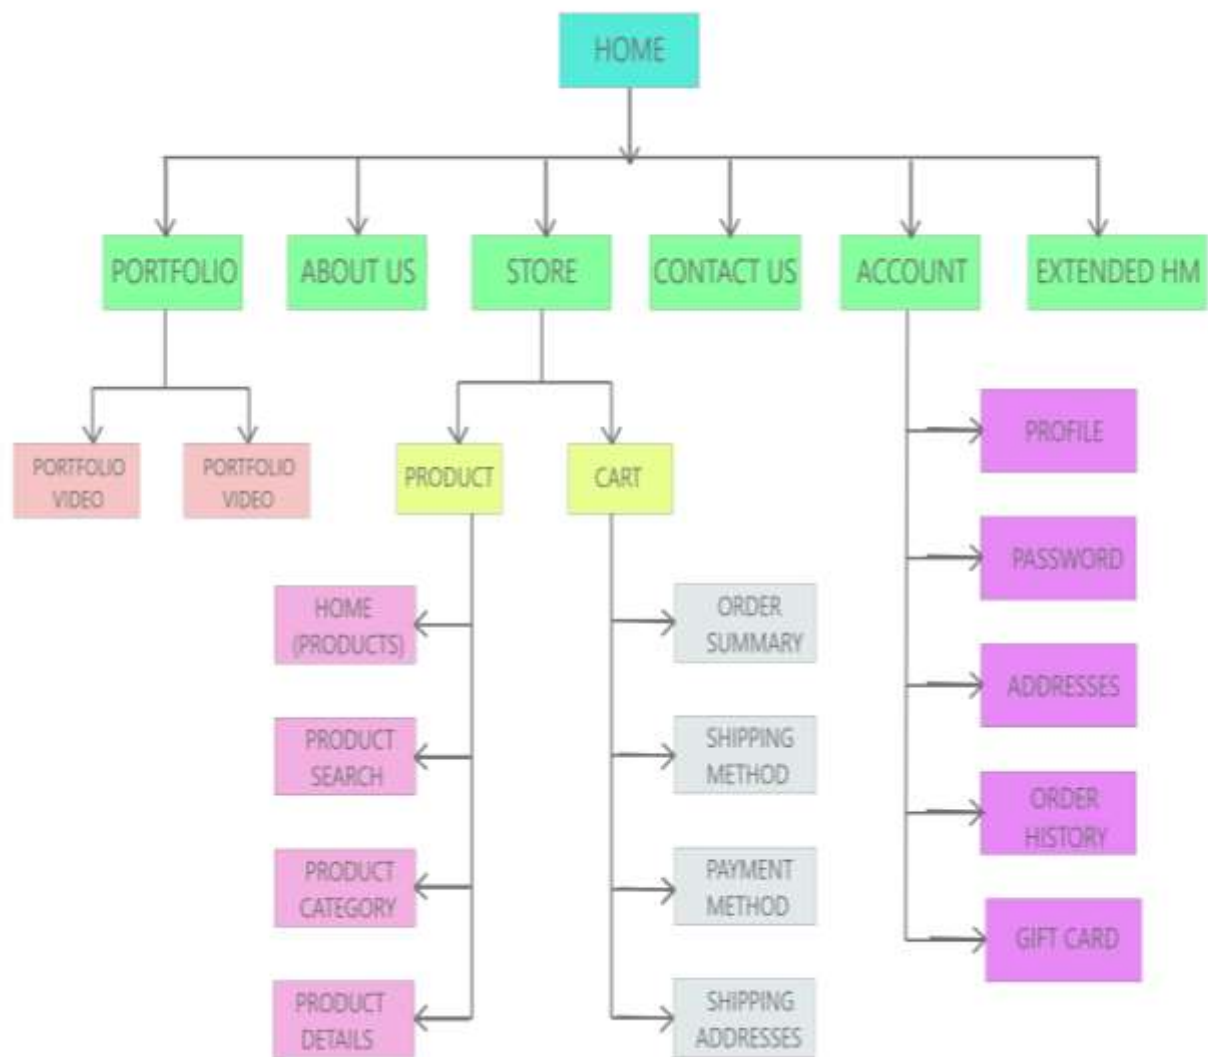 HOME
PORTFOLIO
ABOUT US
STORE
CONTACT US
ACCOUNT
EXTENDED HM
PORTFOLIO
VIDEO
PORTFOLIO
VIDEO
PRODUCT
CART
HOME
(PRODUCTS)
PRODUCT
SEARCH
PRODUCT
CATEGORY
PRODUCT
DETAILS
ORDER
SUMMARY
SHIPPING
METHOD
PAYMENT
METHOD
SHIPPING
ADDRESSES
PROFILE
PASSWORD
ADDRESSES
ORDER
HISTORY
GIFT CARD